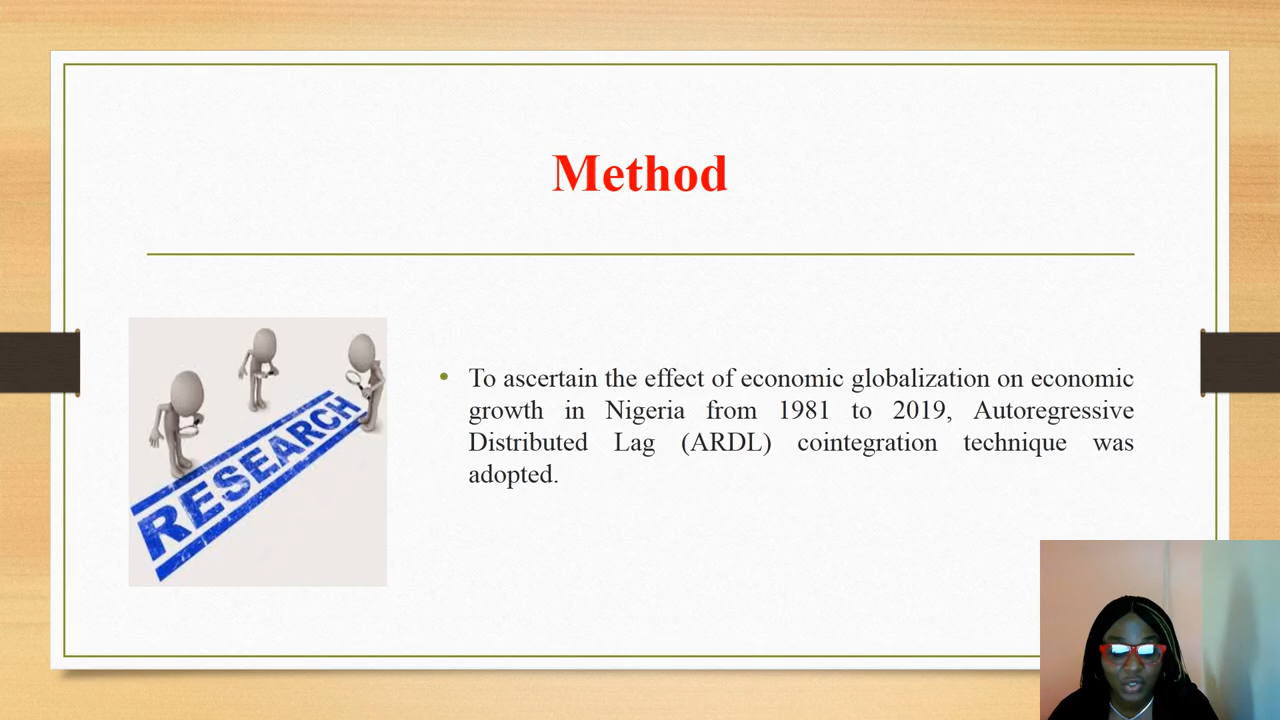 Method
RESEARCH
To ascertain the effect of economic globalization on economic
growth in Nigeria from 1981 to 2019, Autoregressive
Distributed Lag (ARDL) cointegration technique was
adopted.